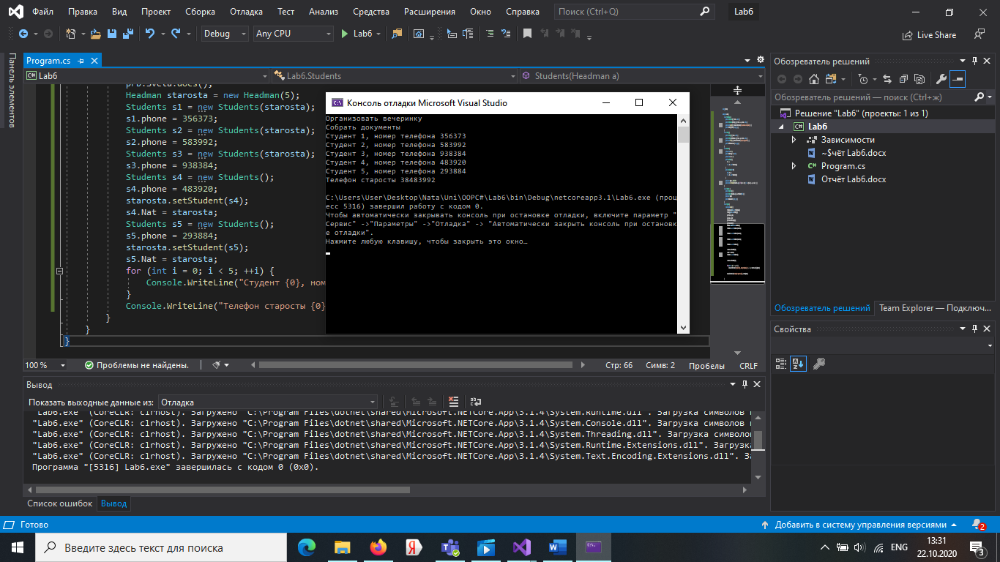 Файл Правка Вид Проект Сборка Отладка Тест Анализ Средства Расширения Окно Справка Поиск (Ctrl+Q) Lab6
Debug Any CPU Lab6 Live Share
Панель элементов
Program.cs
C# Lab6 Lab6.Students Students(Headman a)
Headman starosta = new Headman(5);
Students s1 = new Students(starosta);
s1.phone = 356373;
Students s2 = new Students(starosta);
s2.phone = 583992;
Students s3 = new Students(starosta);
s3.phone = 938384;
Students s4 = new Students();
s4.phone = 483920;
starosta.setStudent(s4);
s4.Nat = starosta;
Students s5 = new Students();
s5.phone = 293884;
starosta.setStudent(s5);
s5.Nat = starosta;
for (int i = 0; i < 5; ++i) {
Console.WriteLine("Студент {0}, ном
}
Console.WriteLine("Телефон старосты {0}
}
}
}
Консоль отладки Microsoft Visual Studio
Организовать вечеринку
Собрать документы
Студент 1, номер телефона 356373
Студент 2, номер телефона 583992
Студент 3, номер телефона 938384
Студент 4, номер телефона 483920
Студент 5, номер телефона 293884
Телефон старосты 38483992
C:\Users\User\Desktop\Nata\Uni\OOPC#\Lab6\bin\Debug\netcoreapp3.1\Lab6.exe (проц
есс 5316) завершил работу с кодом 0.
Чтобы автоматически закрывать консоль при остановке отладки, включите параметр "
Сервис" ->"Параметры" ->"Отладка" -> "Автоматически закрыть консоль при остановк
е отладки".
Нажмите любую клавишу, чтобы закрыть это окно…
100 % Проблемы не найдены. Стр: 66 Симв: 2 Пробелы CRLF
Вывод
Показать выходные данные из: Отладка
"Lab6.exe" (CoreCLR: clrhost). Загружено "C:\Program Files\dotnet\shared\Microsoft.NETCore.App\3.1.4\System.Runtime.dll". Загрузка символов
"Lab6.exe" (CoreCLR: clrhost). Загружено "C:\Program Files\dotnet\shared\Microsoft.NETCore.App\3.1.4\System.Console.dll". Загрузка символов
"Lab6.exe" (CoreCLR: clrhost). Загружено "C:\Program Files\dotnet\shared\Microsoft.NETCore.App\3.1.4\System.Threading.dll". Загрузка символов
"Lab6.exe" (CoreCLR: clrhost). Загружено "C:\Program Files\dotnet\shared\Microsoft.NETCore.App\3.1.4\System.Runtime.Extensions.dll". Загрузка
"Lab6.exe" (CoreCLR: clrhost). Загружено "C:\Program Files\dotnet\shared\Microsoft.NETCore.App\3.1.4\System.Text.Encoding.Extensions.dll". За
Программа "[5316] Lab6.exe" завершилась с кодом 0 (0x0).
Список ошибок Вывод
Обозреватель решений
Обозреватель решений — поиск (Ctrl+ж)
Решение "Lab6" (проекты: 1 из 1)
C# Lab6
Зависимости
~$чёт Lab6.docx
C# Program.cs
Отчёт Lab6.docx
Обозреватель решений Team Explorer — Подключ...
Свойства
Готово Добавить в систему управления версиями 2
Введите здесь текст для поиска
ENG 13:31
22.10.2020 3